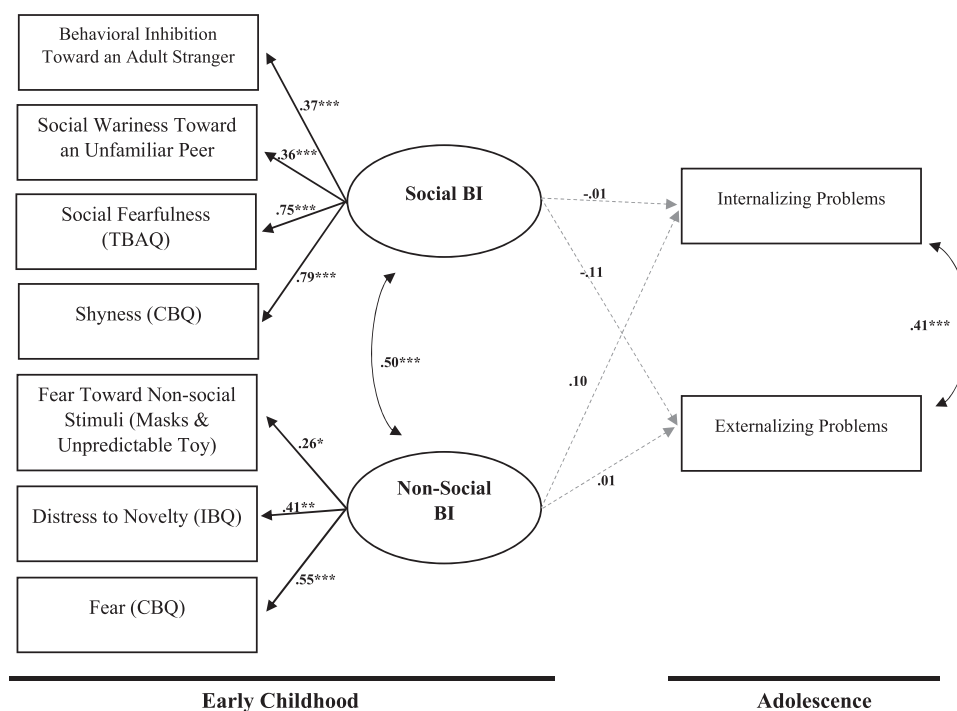 Behavioral Inhibition
Toward an Adult Stranger
.37***
Social Wariness Toward
an Unfamiliar Peer
.36***
Social Fearfulness
(TBAQ)
.75***
Shyness (CBQ)
.79***
Social BI
-.01
-.11
Internalizing Problems
.50***
.10
.41***
Fear Toward Non-social
Stimuli (Masks &
Unpredictable Toy)
.26*
Distress to Novelty (IBQ)
.41**
Fear (CBQ)
.55***
Non-Social
BI
.01
Externalizing Problems
Early Childhood
Adolescence